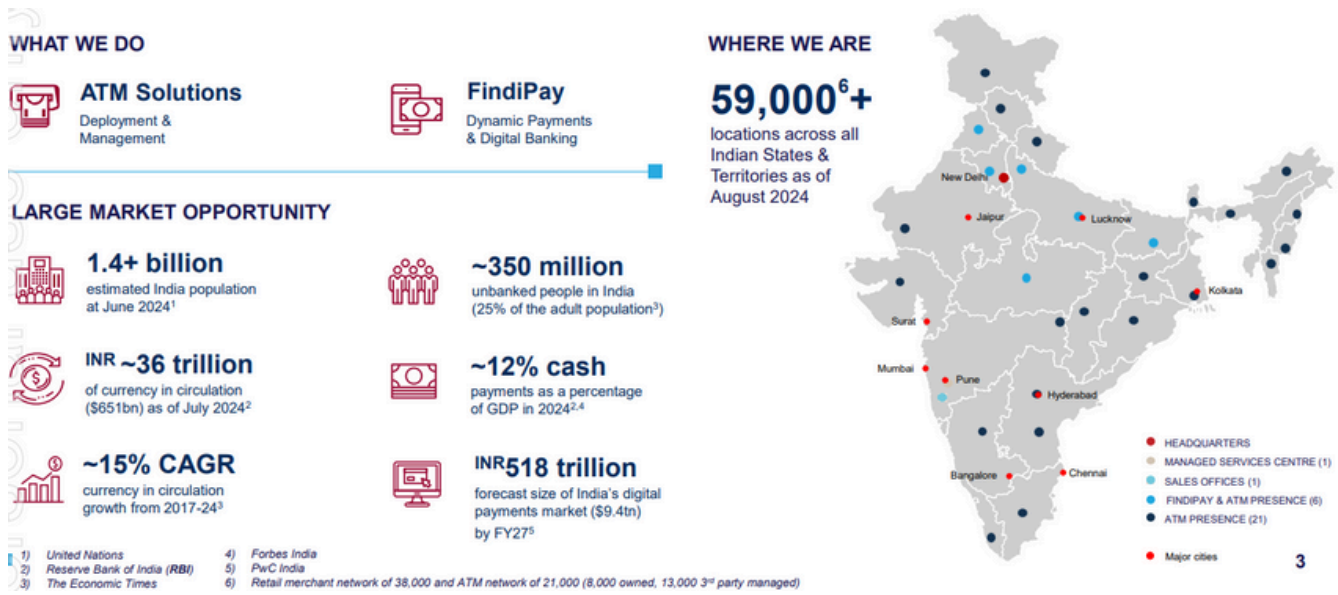 WHAT WE DO
ATM Solutions
Deployment &
Management
FindiPay
Dynamic Payments
& Digital Banking
LARGE MARKET OPPORTUNITY
1.4+ billion
estimated India population
at June 2024¹
~350 million
unbanked people in India
(25% of the adult population³)
INR ~36 trillion
of currency in circulation
($651bn) as of July 2024²
~12% cash
payments as a percentage
of GDP in 2024²,⁴
~15% CAGR
currency in circulation
growth from 2017-24³
INR518 trillion
forecast size of India's digital
payments market ($9.4tn)
by FY27⁵
WHERE WE ARE
59,000⁶+
locations across all
Indian States &
Territories as of
August 2024
New Delhi
Jaipur
Lucknow
Kolkata
Surat
Mumbai
Pune
Hyderabad
Bangalore
Chennai
HEADQUARTERS
MANAGED SERVICES CENTRE (1)
SALES OFFICES (1)
FINDIPAY & ATM PRESENCE (6)
ATM PRESENCE (21)
Major cities
1) United Nations
2) Reserve Bank of India (RBI)
3) The Economic Times
4) Forbes India
5) PwC India
6) Retail merchant network of 38,000 and ATM network of 21,000 (8,000 owned, 13,000 3rd party managed)
3